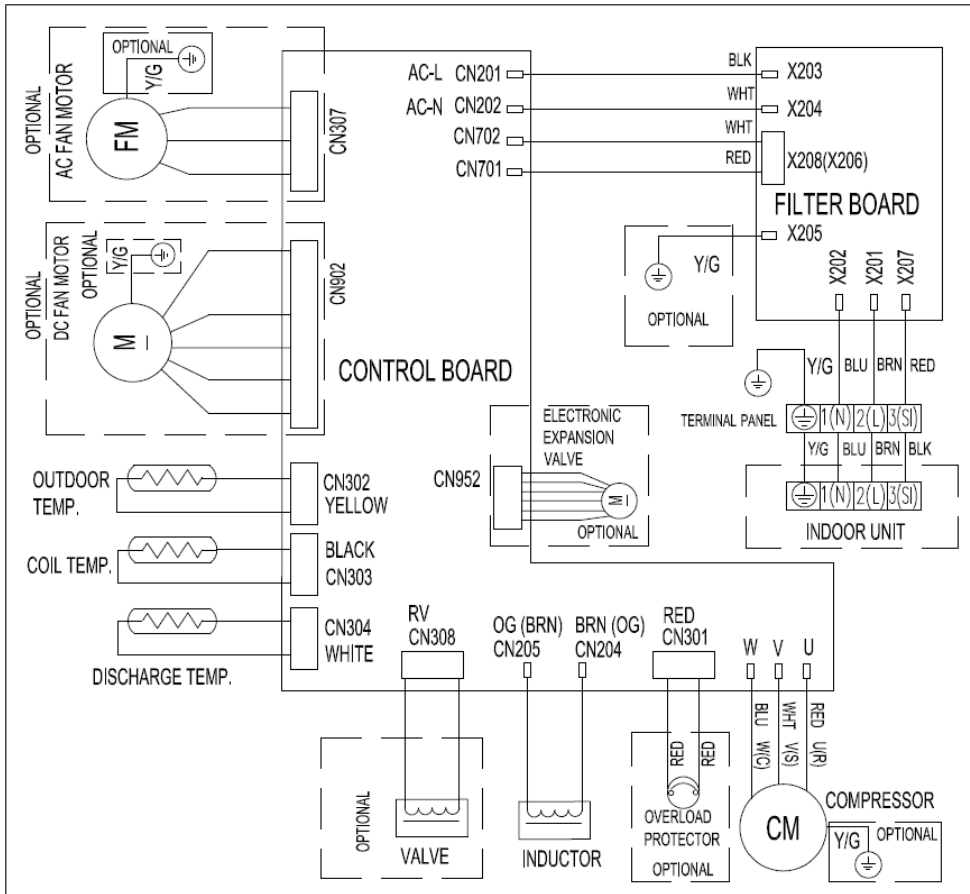 OPTIONAL
Y/G
FM
OPTIONAL
AC FAN MOTOR
CN307
AC-L CN201
AC-N CN202
CN702
CN701
BLK
WHT
WHT
RED
X203
X204
X208(X206)
FILTER BOARD
X205
X202
X201
X207
Y/G
OPTIONAL
OPTIONAL
DC FAN MOTOR
OPTIONAL
Y/G
M
CN902
CONTROL BOARD
Y/G BLU BRN RED
TERMINAL PANEL
1(N) 2(L) 3(SI)
Y/G BLU BRN BLK
1(N) 2(L) 3(SI)
INDOOR UNIT
ELECTRONIC
EXPANSION
VALVE
CN952
M
OPTIONAL
OUTDOOR
TEMP.
CN302
YELLOW
COIL TEMP.
BLACK
CN303
CN304
WHITE
DISCHARGE TEMP.
RV
CN308
OG (BRN)
CN205
BRN (OG)
CN204
RED
CN301
W V U
BLU W(C)
WHT V(S)
RED U(R)
OPTIONAL
VALVE
INDUCTOR
RED
RED
OVERLOAD
PROTECTOR
OPTIONAL
CM
COMPRESSOR
Y/G
OPTIONAL